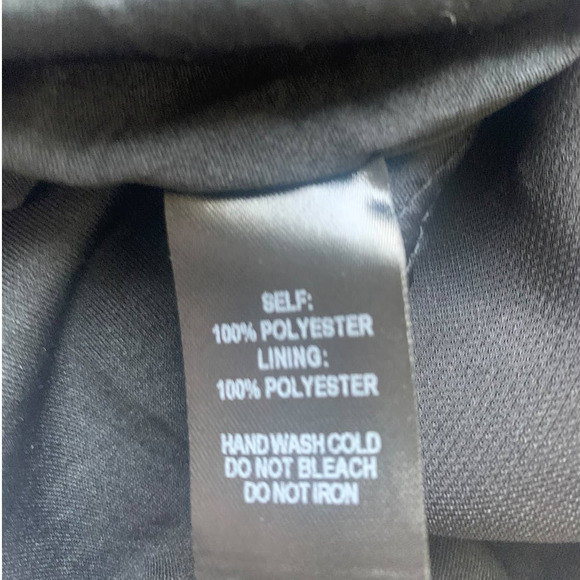 SELF:
100% POLYESTER
LINING:
100% POLYESTER
HAND WASH COLD
DO NOT BLEACH
DO NOT IRON